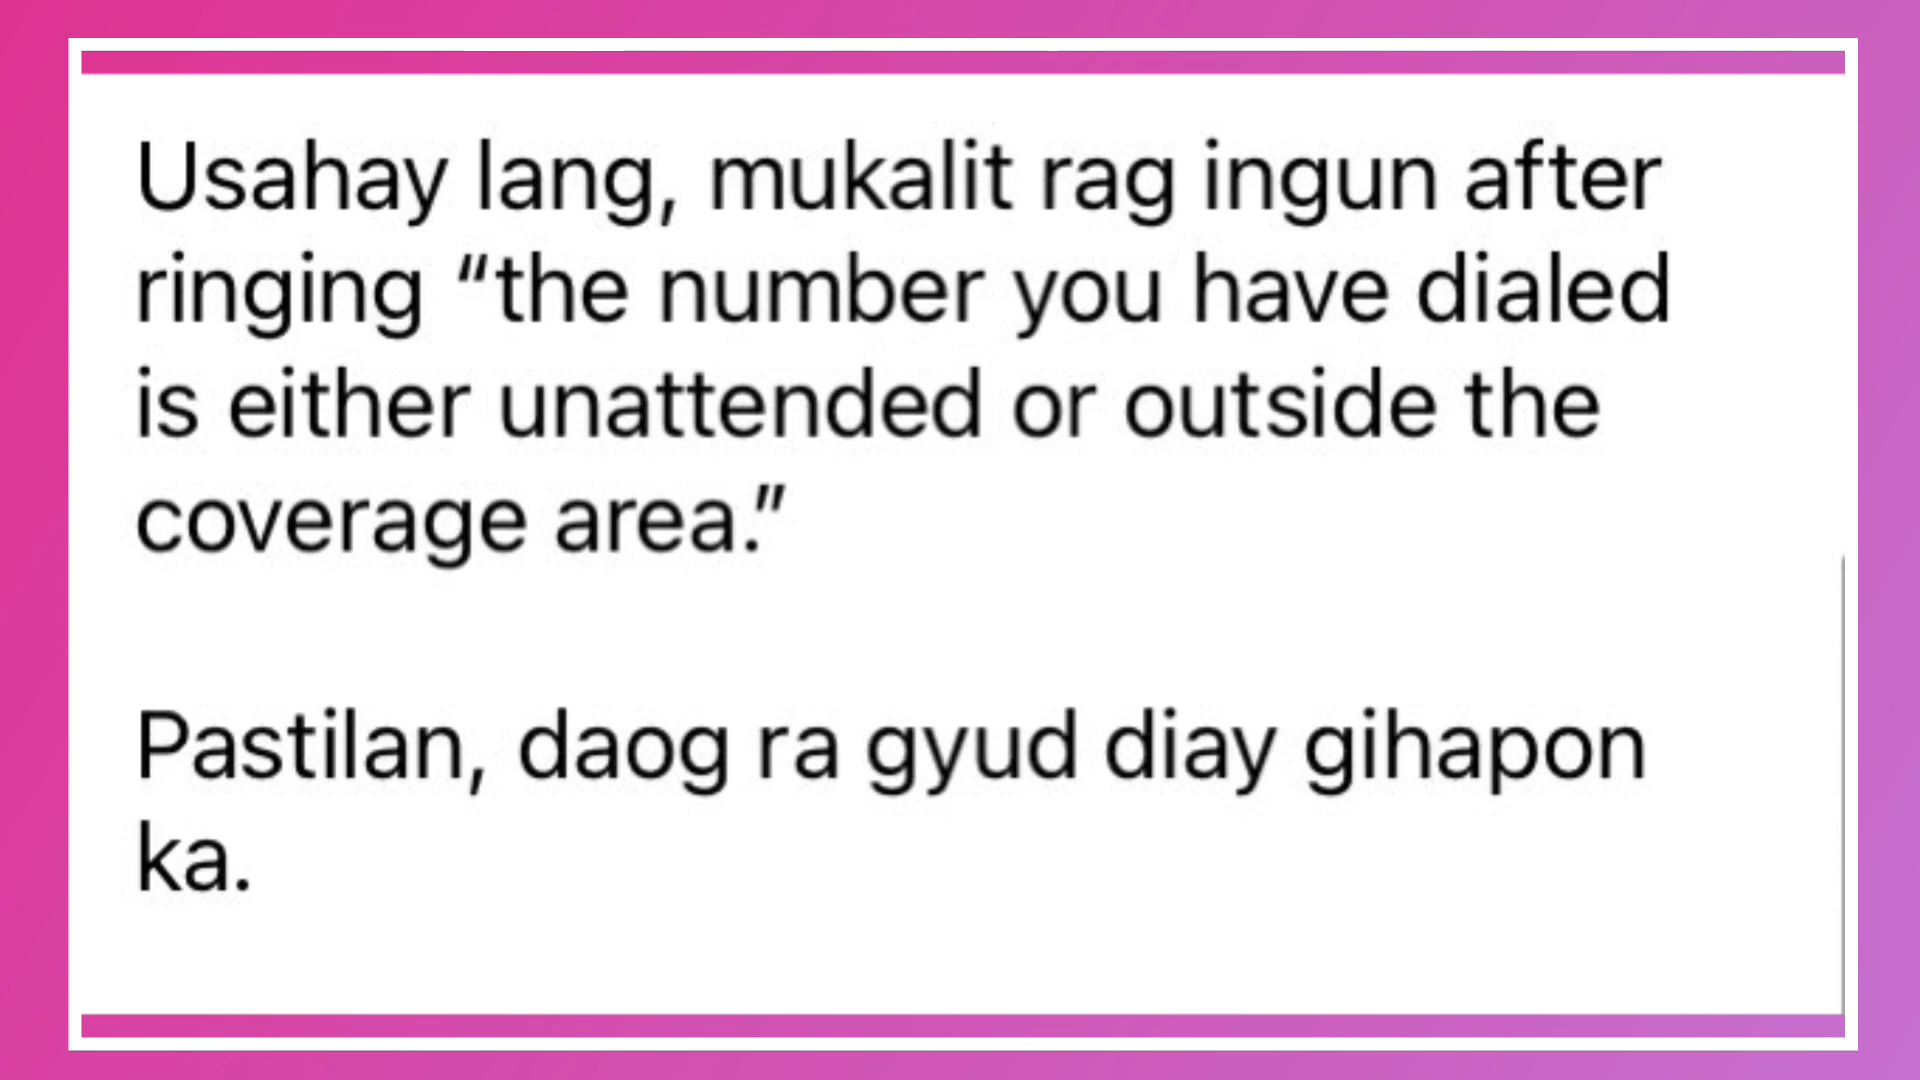 Usahay lang, mukalit rag ingun after
ringing “the number you have dialed
is either unattended or outside the
coverage area.”
Pastilan, daog ra gyud diay gihapon
ka.